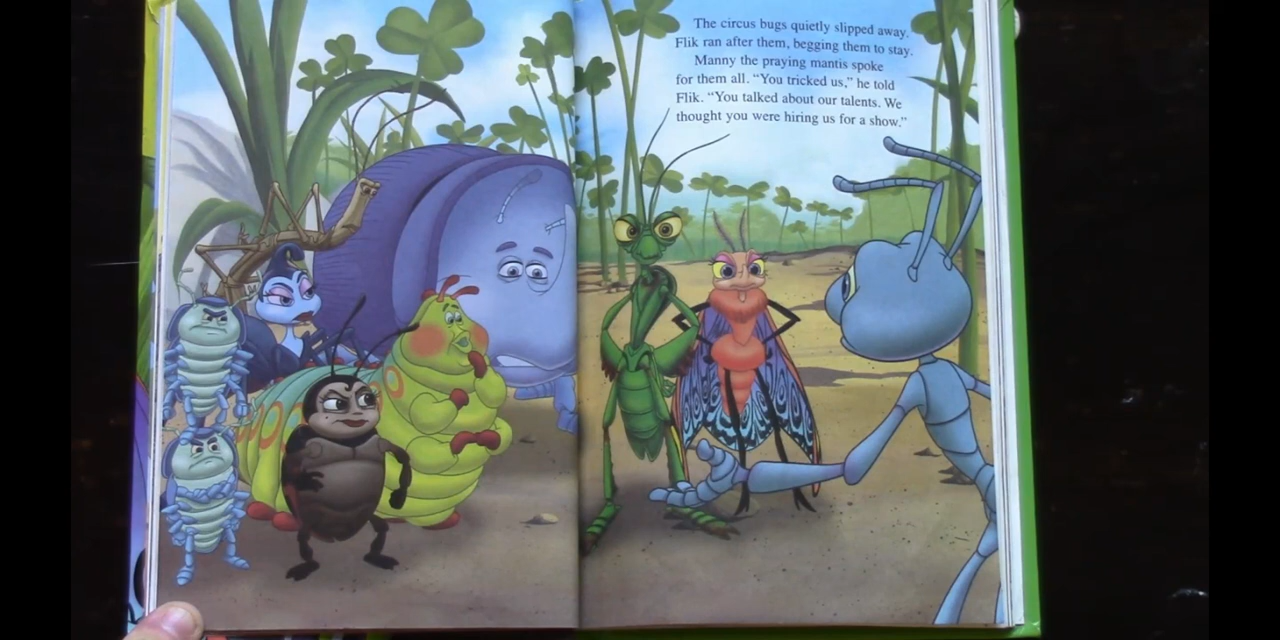 The circus bugs quietly slipped away.
Flik ran after them, begging them to stay.
Manny the praying mantis spoke
for them all. “You tricked us,” he told
Flik. “You talked about our talents. We
thought you were hiring us for a show.”